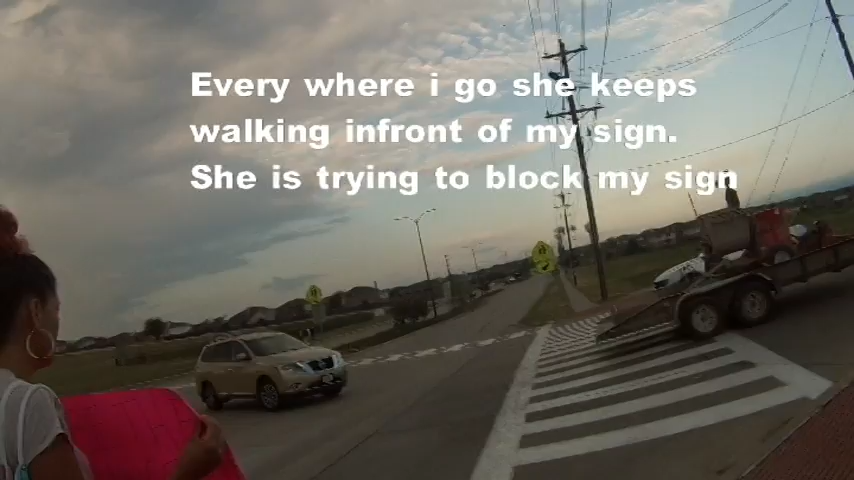 Every where i go she keeps
walking infront of my sign.
She is trying to block my sign